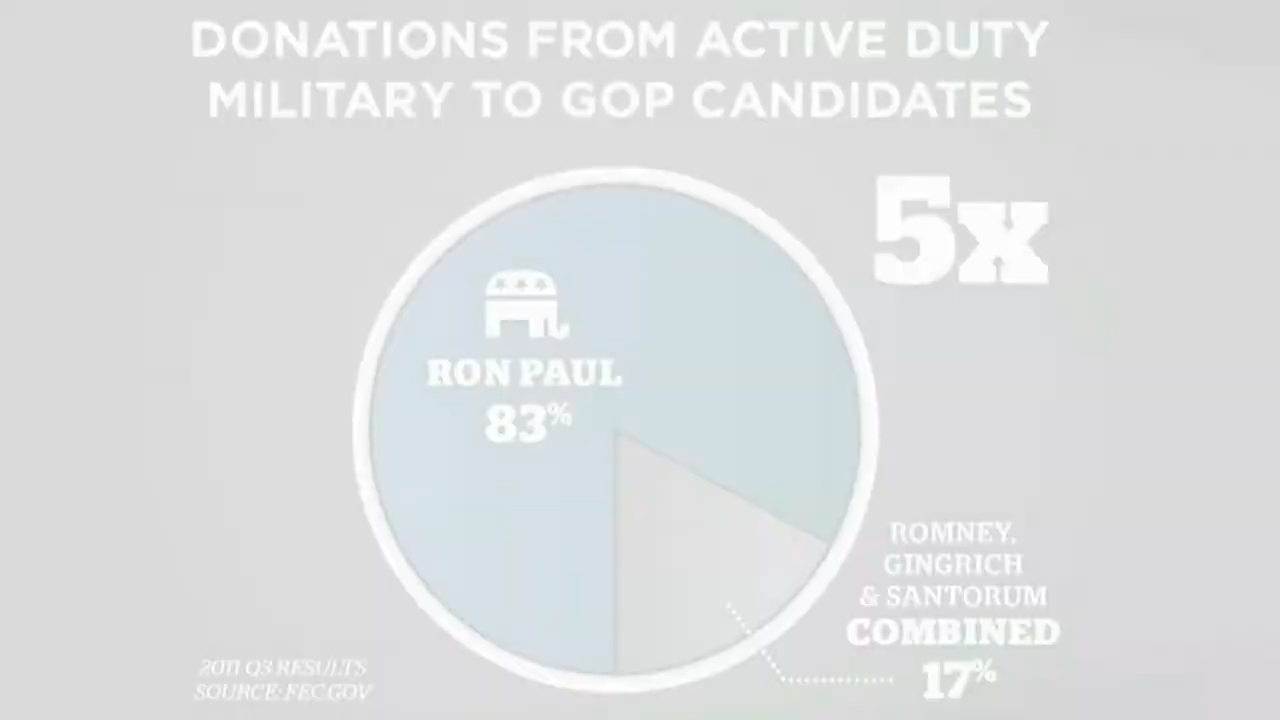 DONATIONS FROM ACTIVE DUTY
MILITARY TO GOP CANDIDATES
5x
RON PAUL
83%
ROMNEY,
GINGRICH
& SANTORUM
COMBINED
17%
2011 Q3 RESULTS
SOURCE: FEC.GOV